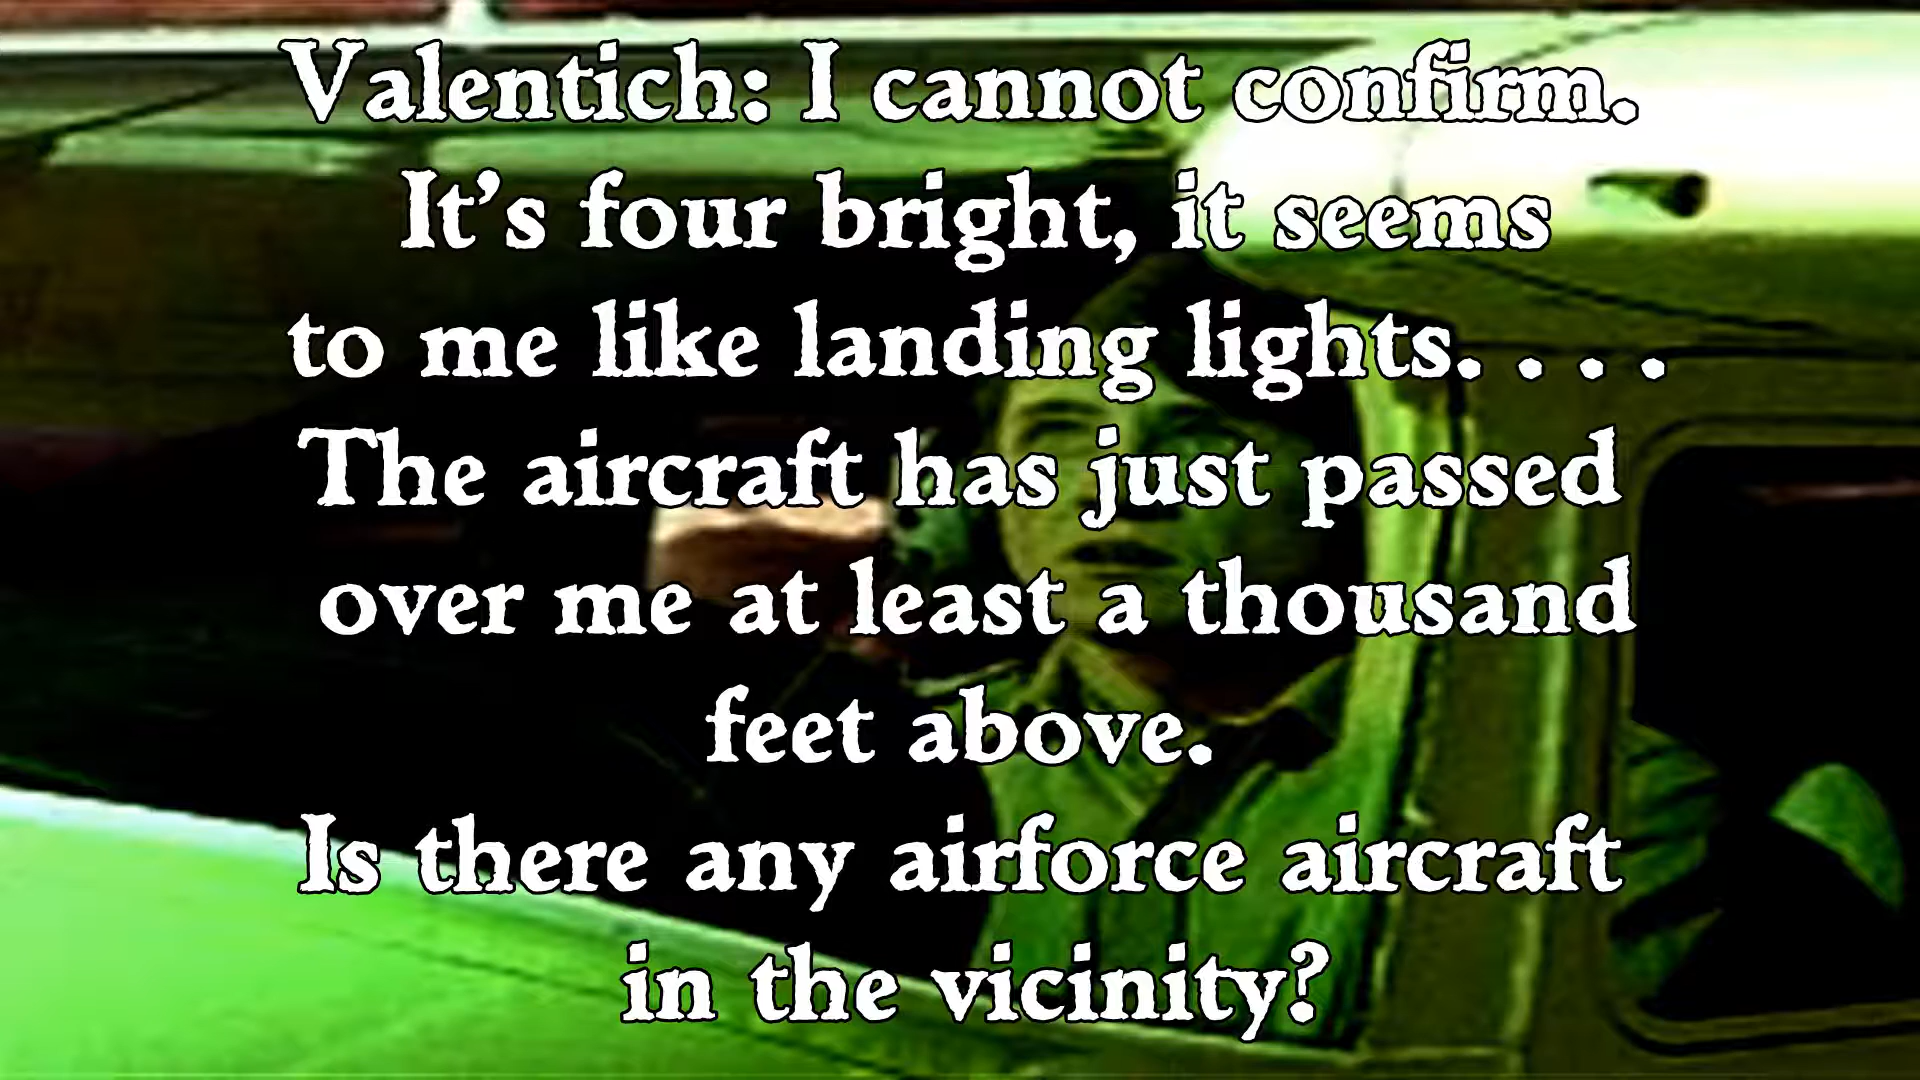 Valentich: I cannot confirm.
It’s four bright, it seems
to me like landing lights. . . .
The aircraft has just passed
over me at least a thousand
feet above.
Is there any airforce aircraft
in the vicinity?